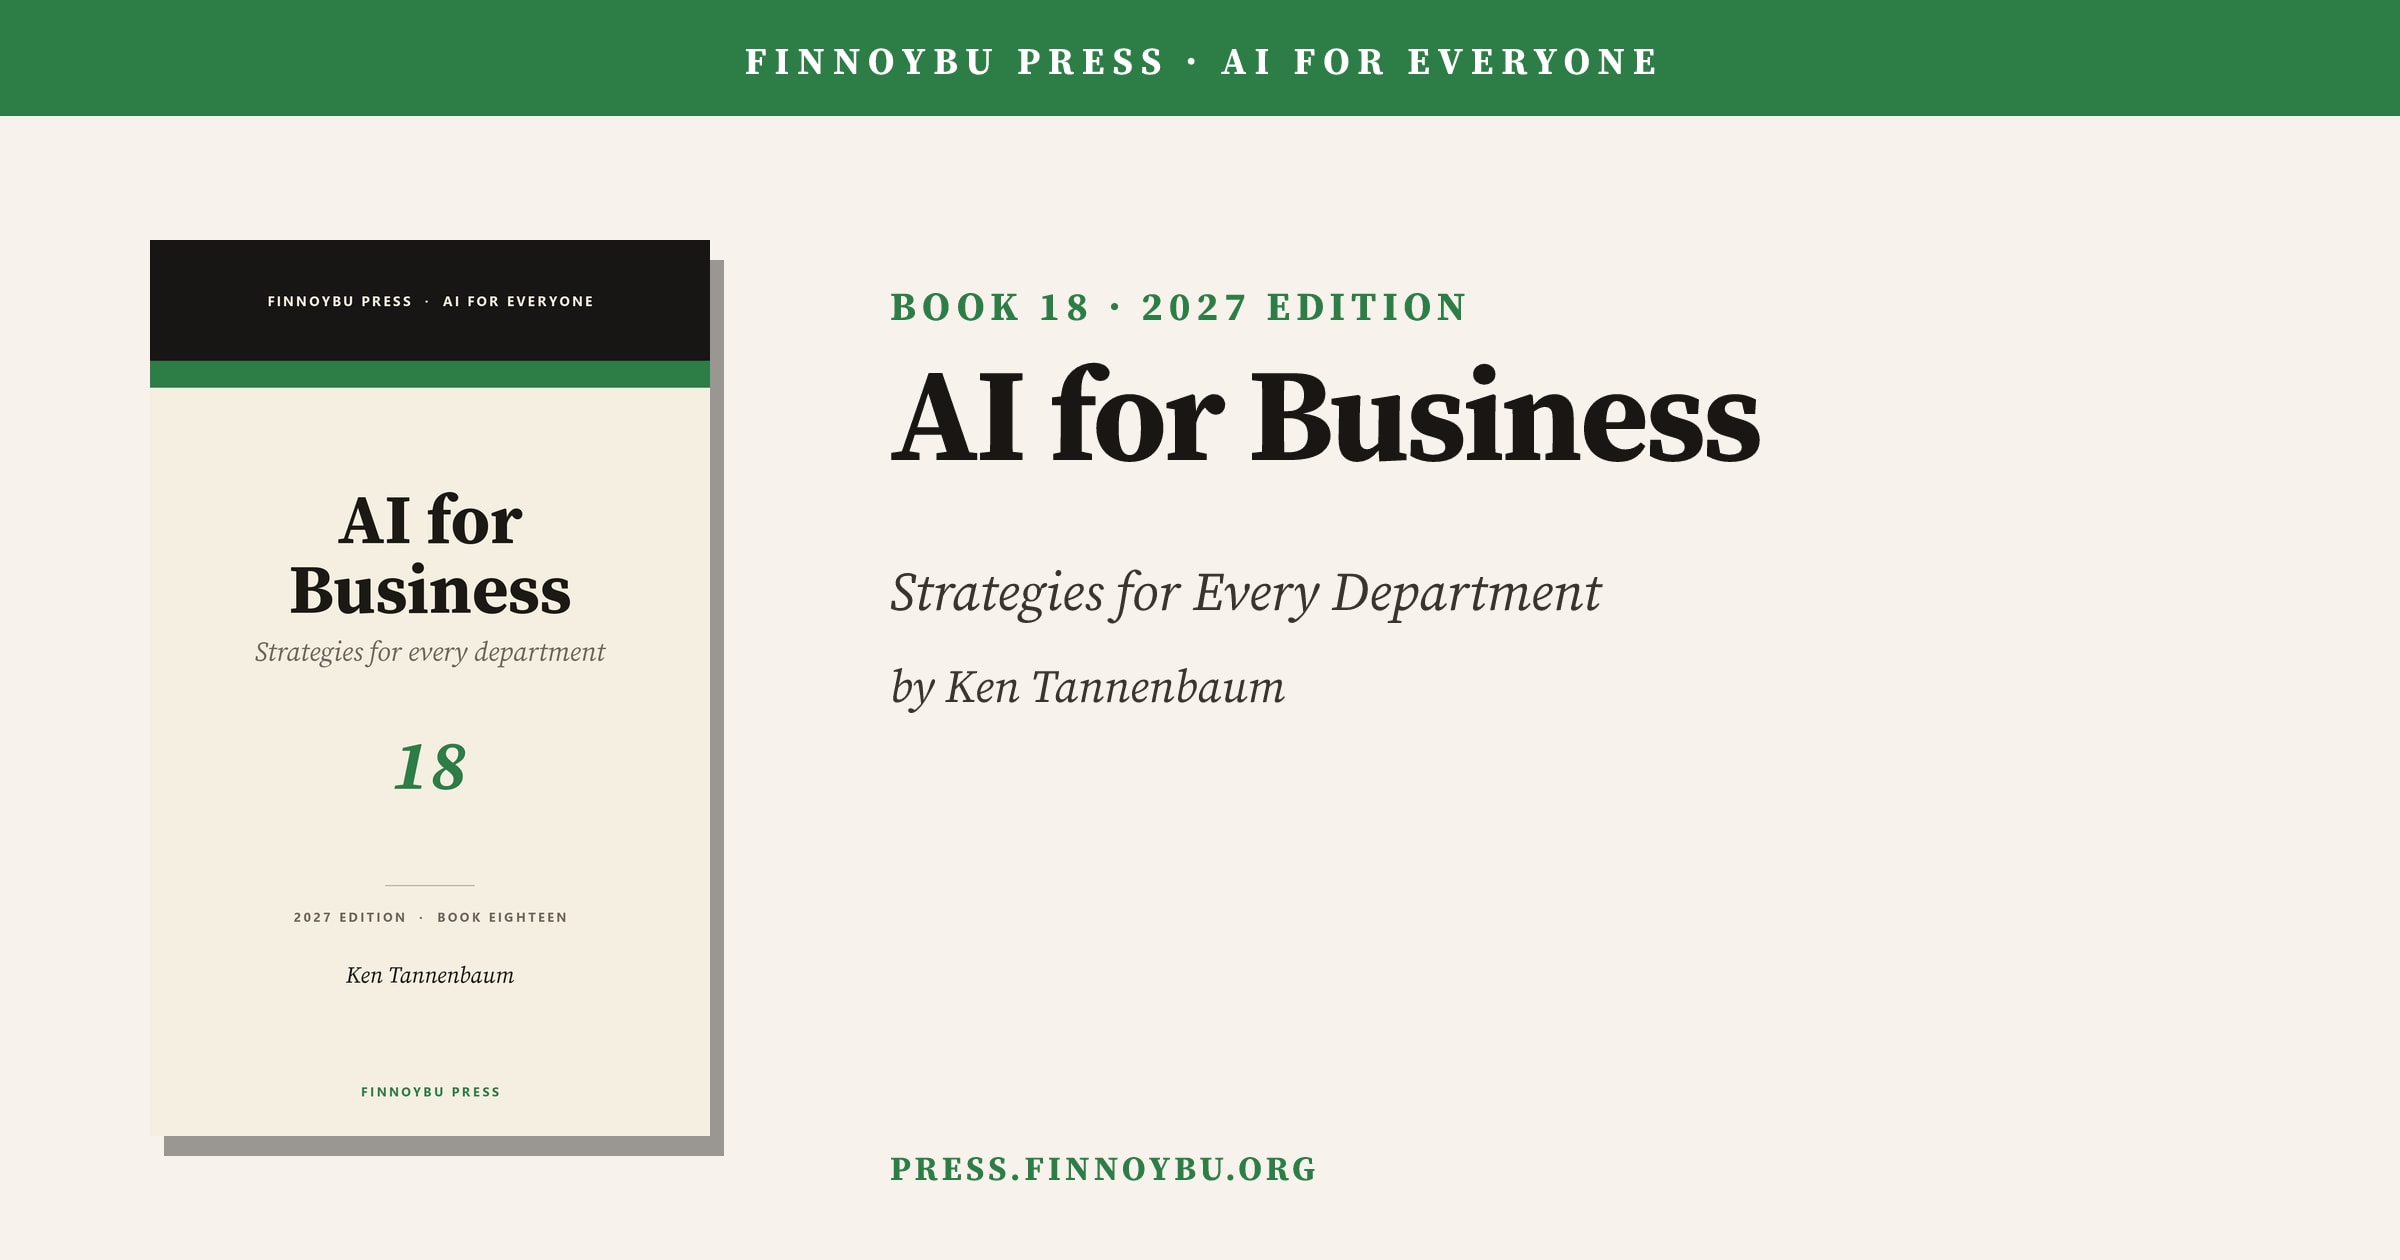 FINNOYBU PRESS · AI FOR EVERYONE
FINNOYBU PRESS · AI FOR EVERYONE
AI for
Business
Strategies for every department
18
2027 EDITION · BOOK EIGHTEEN
Ken Tannenbaum
FINNOYBU PRESS
BOOK 18 · 2027 EDITION
AI for Business
Strategies for Every Department
by Ken Tannenbaum
PRESS.FINNOYBU.ORG